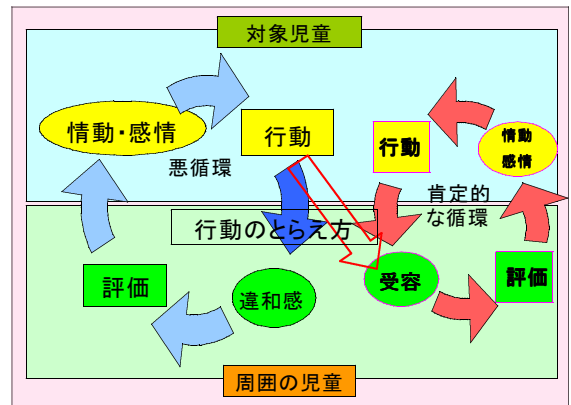 対象児童
情動・感情
行動
悪循環
行動
情動
感情
肯定的
な循環
行動のとらえ方
評価
違和感
受容
評価
周囲の児童